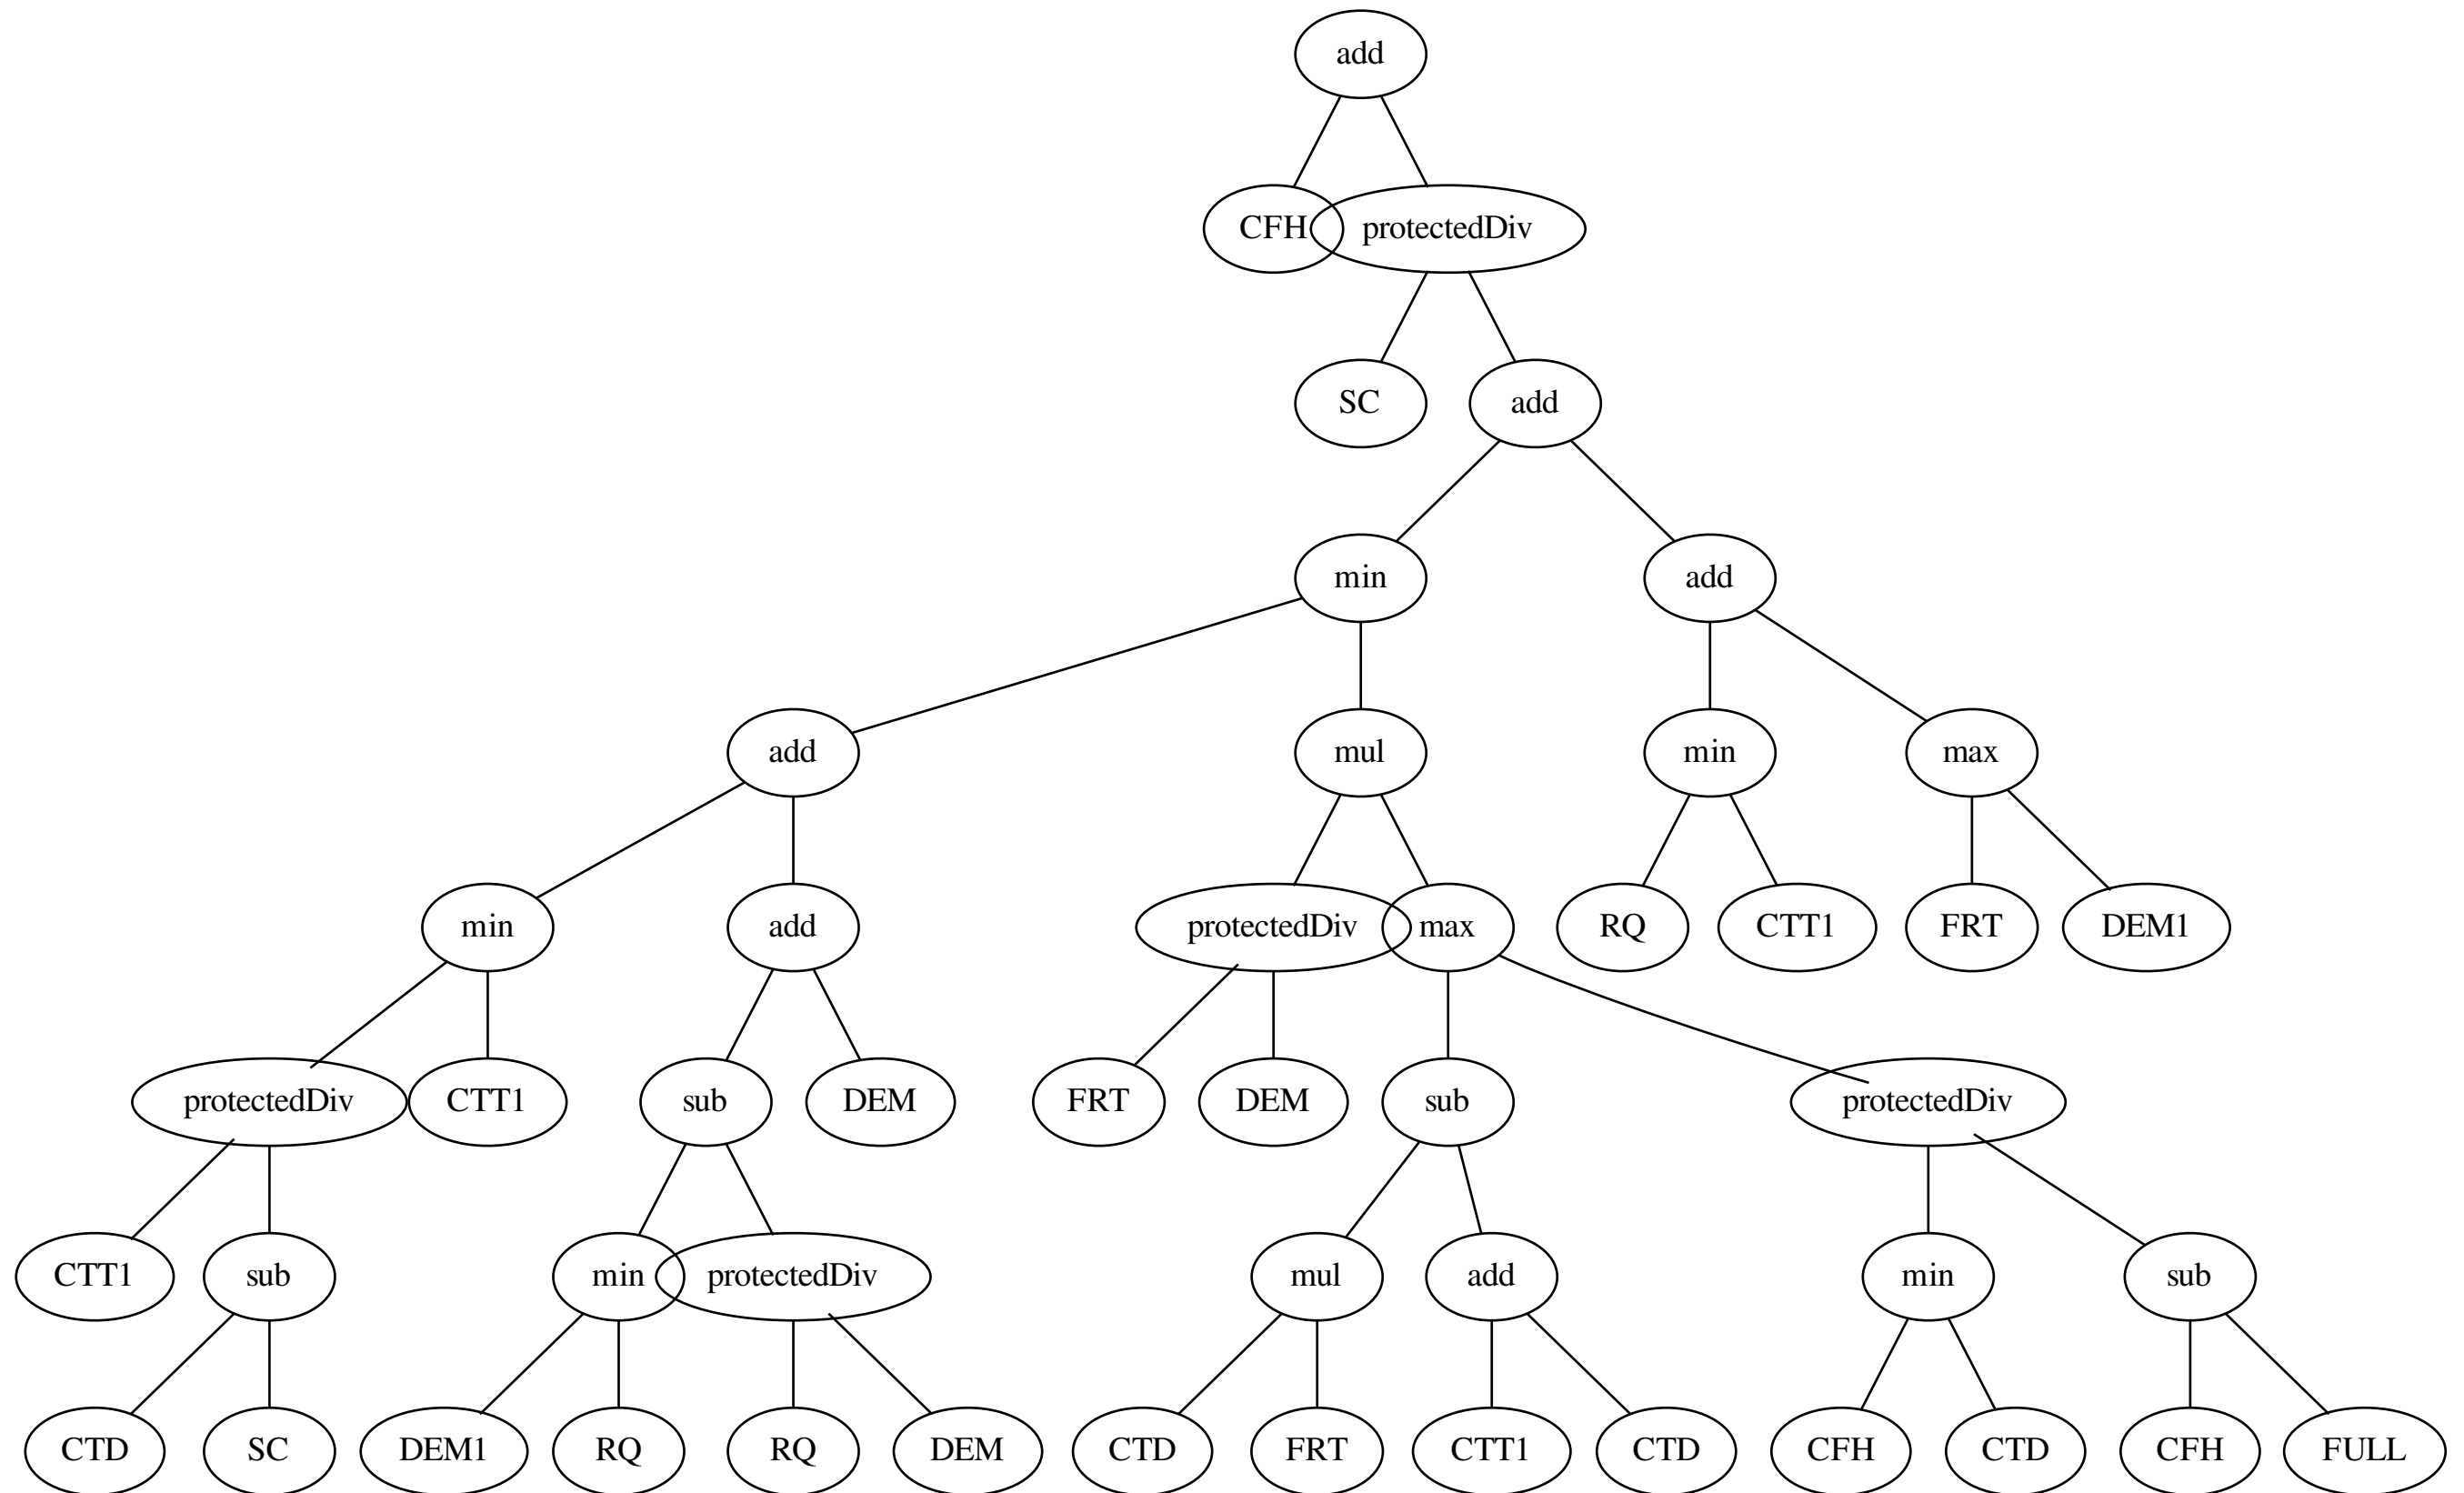 add
CFH protectedDiv
SC add
min add
add mul min max
min add protectedDiv max RQ CTT1 FRT DEM1
protectedDiv CTT1 sub DEM FRT DEM sub protectedDiv
CTT1 sub min protectedDiv mul add min sub
CTD SC DEM1 RQ RQ DEM CTD FRT CTT1 CTD CFH CTD CFH FULL